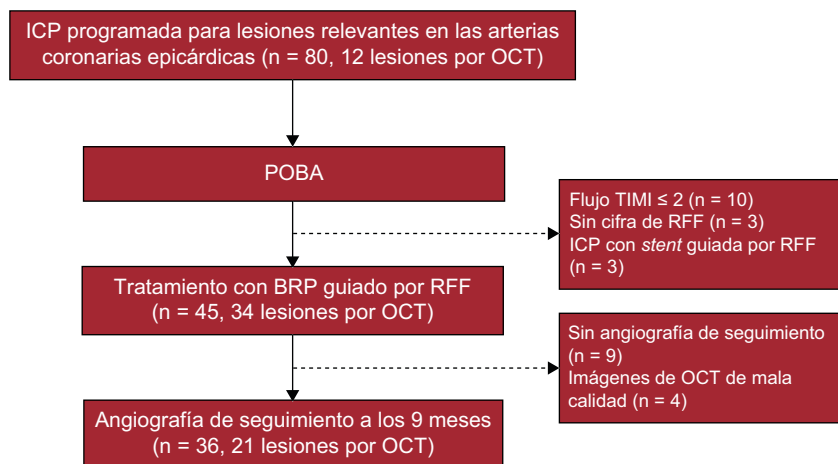 ICP programada para lesiones relevantes en las arterias
coronarias epicárdicas (n = 80, 12 lesiones por OCT)
POBA
Flujo TIMI ≤ 2 (n = 10)
Sin cifra de RFF (n = 3)
ICP con stent guiada por RFF
(n = 3)
Tratamiento con BRP guiado por RFF
(n = 45, 34 lesiones por OCT)
Sin angiografía de seguimiento
(n = 9)
Imágenes de OCT de mala
calidad (n = 4)
Angiografía de seguimiento a los 9 meses
(n = 36, 21 lesiones por OCT)